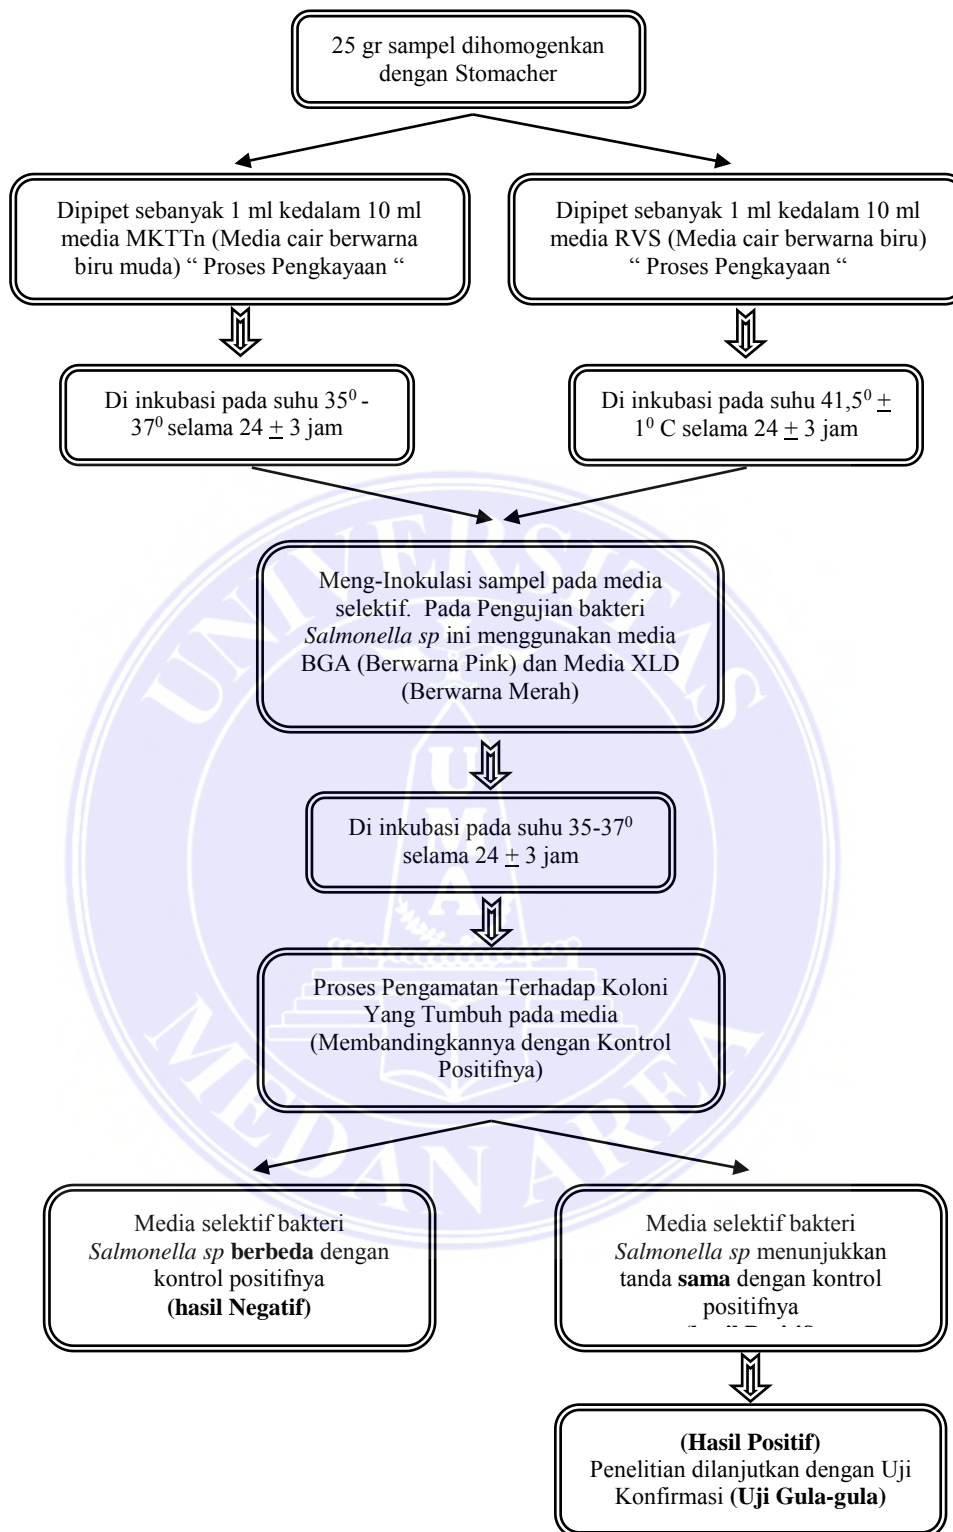 25 gr sampel dihomogenkan
dengan Stomacher
Dipipet sebanyak 1 ml kedalam 10 ml
media MKTTn (Media cair berwarna
biru muda) “ Proses Pengkayaan “
Dipipet sebanyak 1 ml kedalam 10 ml
media RVS (Media cair berwarna biru)
“ Proses Pengkayaan “
Di inkubasi pada suhu 35⁰ -
37⁰ selama 24 ± 3 jam
Di inkubasi pada suhu 41,5⁰ ±
1⁰ C selama 24 ± 3 jam
Meng-Inokulasi sampel pada media
selektif. Pada Pengujian bakteri
Salmonella sp ini menggunakan media
BGA (Berwarna Pink) dan Media XLD
(Berwarna Merah)
Di inkubasi pada suhu 35-37⁰
selama 24 ± 3 jam
Proses Pengamatan Terhadap Koloni
Yang Tumbuh pada media
(Membandingkannya dengan Kontrol
Positifnya)
Media selektif bakteri
Salmonella sp berbeda dengan
kontrol positifnya
(hasil Negatif)
Media selektif bakteri
Salmonella sp menunjukkan
tanda sama dengan kontrol
positifnya
(Hasil Positif)
Penelitian dilanjutkan dengan Uji
Konfirmasi (Uji Gula-gula)
UNIVERSITAS
UMA
MEDAN AREA